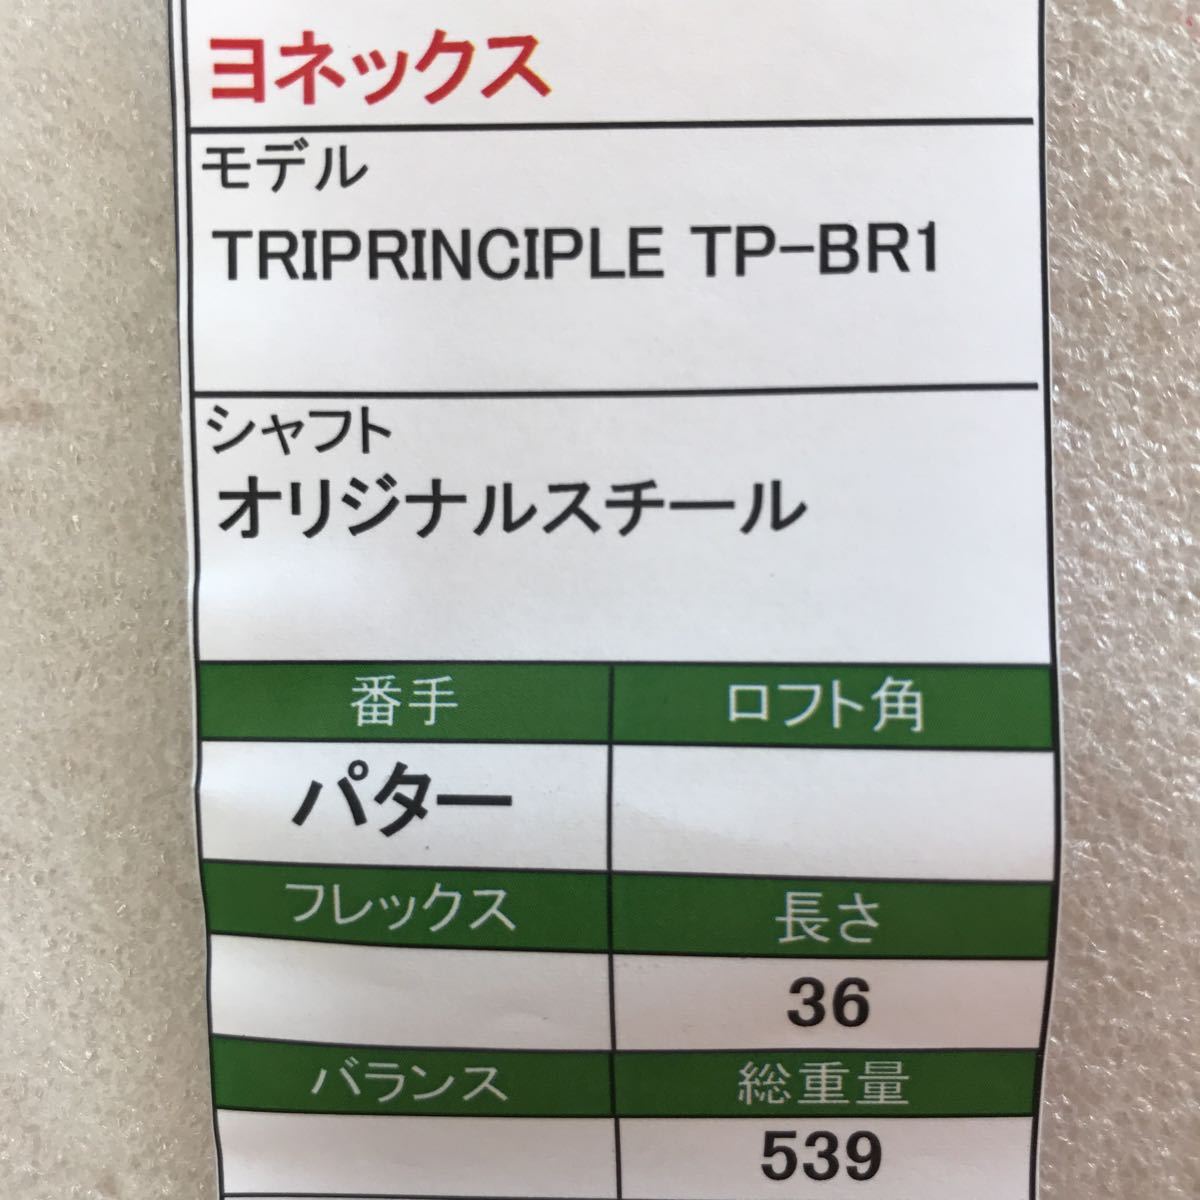 ヨネックス
モデル
TRIPRINCIPLE TP-BR1
シャフト
オリジナルスチール
番手 ロフト角
パター
フレックス 長さ
36
バランス 総重量
539